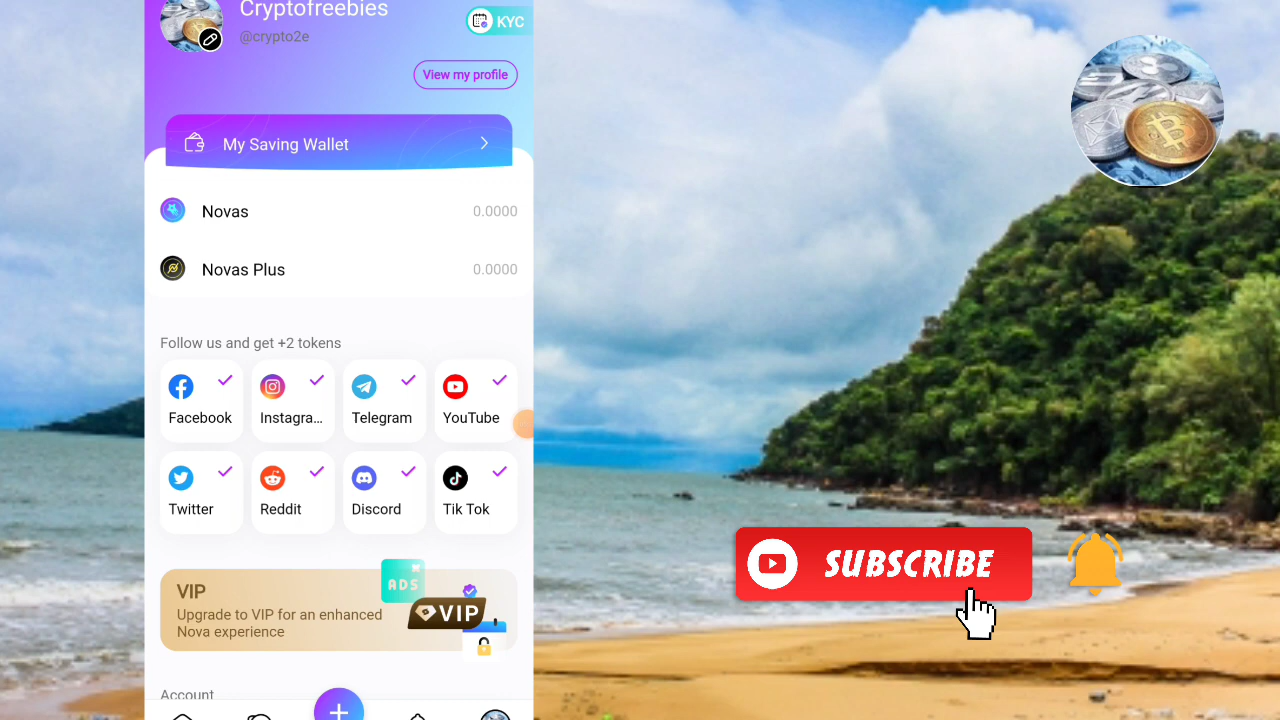 Cryptofreebies
@crypto2e
KYC
View my profile
My Saving Wallet
Novas 0.0000
Novas Plus 0.0000
Follow us and get +2 tokens
Facebook Instagra... Telegram YouTube
Twitter Reddit Discord Tik Tok
VIP
Upgrade to VIP for an enhanced
Nova experience
ADS
VIP
Account
SUBSCRIBE